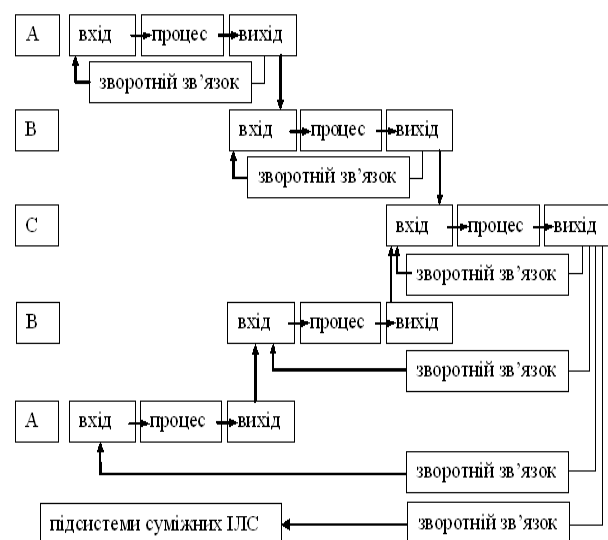 А вхід процес вихід
зворотній зв’язок
В вхід процес вихід
зворотній зв’язок
С вхід процес вихід
зворотній зв’язок
В вхід процес вихід
зворотній зв’язок
А вхід процес вихід
зворотній зв’язок
підсистеми суміжних ІЛС зворотній зв’язок